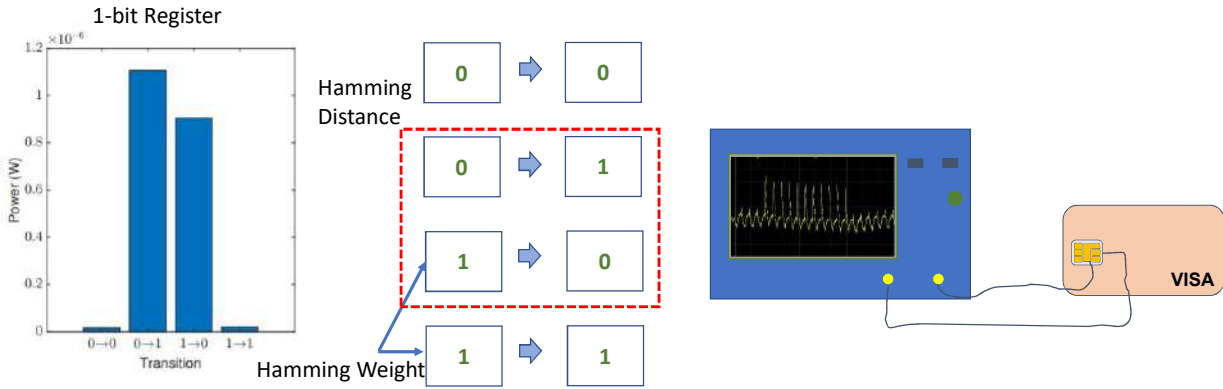 1-bit Register
×10⁻⁶
1.2
1
0.8
0.6
0.4
0.2
0
Power (W)
0→0 0→1 1→0 1→1
Transition
Hamming
Distance
0 0
0 1
1 0
1 1
Hamming Weight
VISA